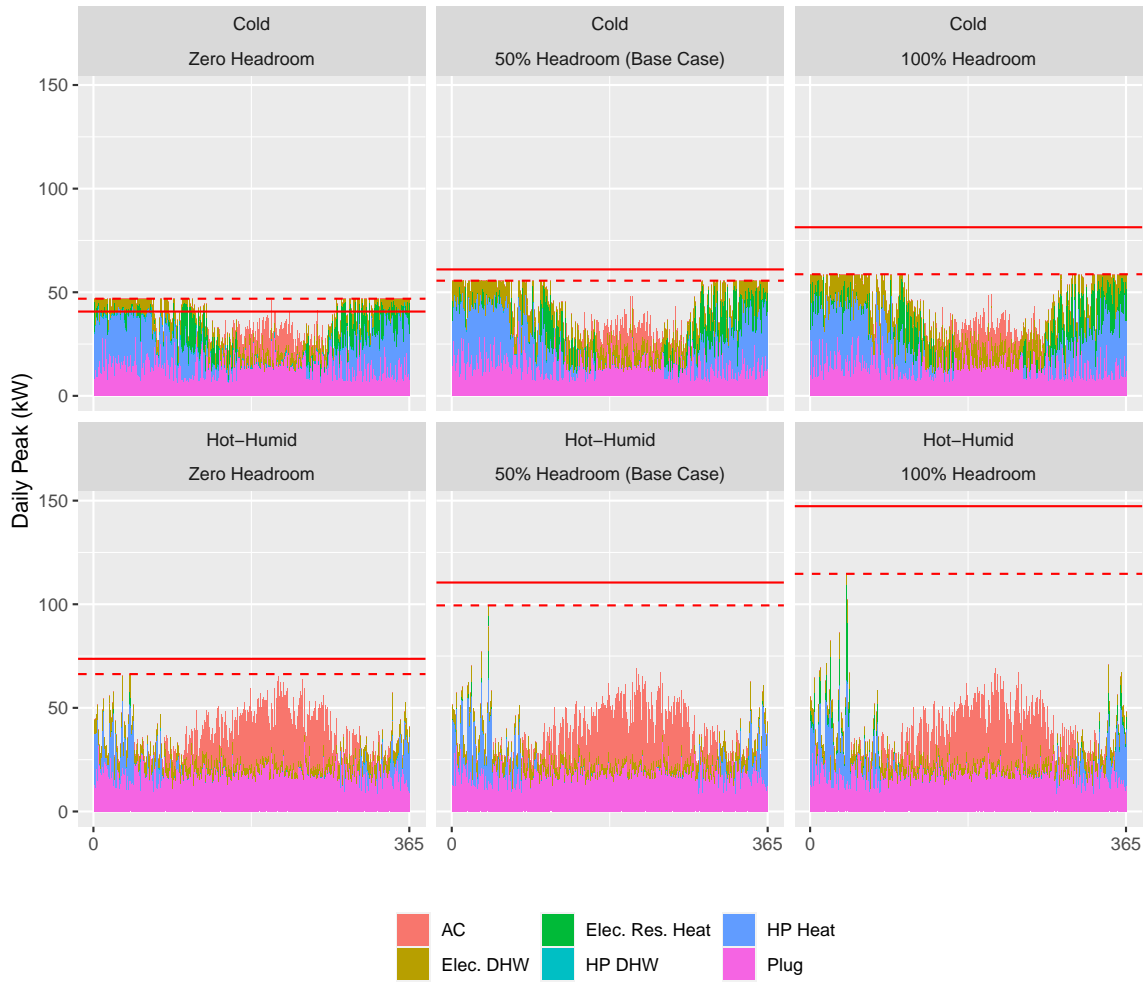 Cold
Zero Headroom
Cold
50% Headroom (Base Case)
Cold
100% Headroom
150
100
50
0
Daily Peak (kW)
Hot−Humid
Zero Headroom
Hot−Humid
50% Headroom (Base Case)
Hot−Humid
100% Headroom
150
100
50
0
0
365
0
365
0
365
AC
Elec. Res. Heat
HP Heat
Elec. DHW
HP DHW
Plug